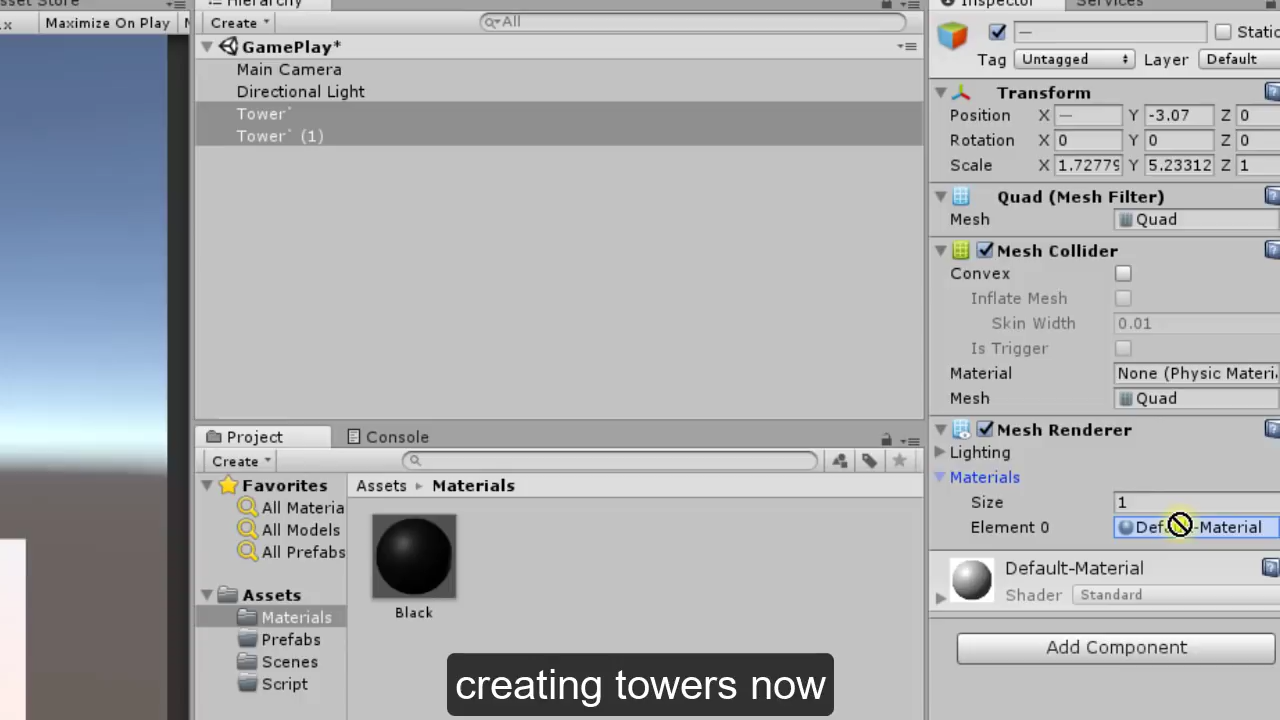 Asset Store
x
Maximize On Play
M
Hierarchy
Create
All
GamePlay*
Main Camera
Directional Light
Tower`
Tower` (1)
Project
Console
Create
Favorites
All Materia
All Models
All Prefabs
Assets
Materials
Prefabs
Scenes
Script
Assets
Materials
Black
Inspector
Services
—
Static
Tag
Untagged
Layer
Default
Transform
Position X — Y -3.07 Z 0
Rotation X 0 Y 0 Z 0
Scale X 1.72779 Y 5.23312 Z 1
Quad (Mesh Filter)
Mesh Quad
Mesh Collider
Convex
Inflate Mesh
Skin Width 0.01
Is Trigger
Material None (Physic Materi
Mesh Quad
Mesh Renderer
Lighting
Materials
Size 1
Element 0 Default-Material
Default-Material
Shader Standard
Add Component
creating towers now